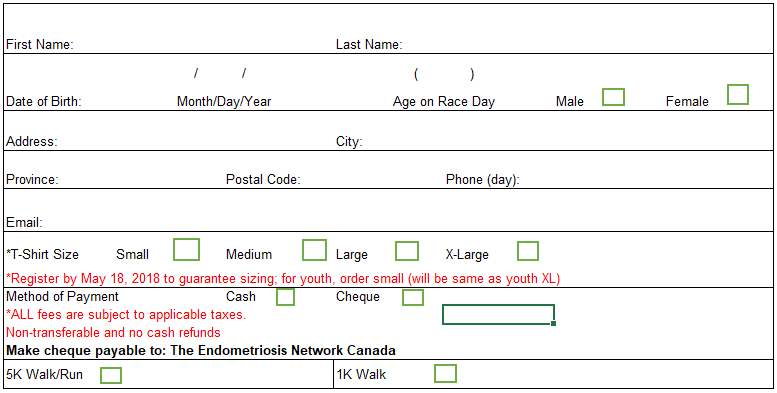 First Name: Last Name:
/ / ( )
Date of Birth: Month/Day/Year Age on Race Day Male Female
Address: City:
Province: Postal Code: Phone (day):
Email:
*T-Shirt Size Small Medium Large X-Large
*Register by May 18, 2018 to guarantee sizing; for youth, order small (will be same as youth XL)
Method of Payment Cash Cheque
*ALL fees are subject to applicable taxes.
Non-transferable and no cash refunds
Make cheque payable to: The Endometriosis Network Canada
5K Walk/Run 1K Walk